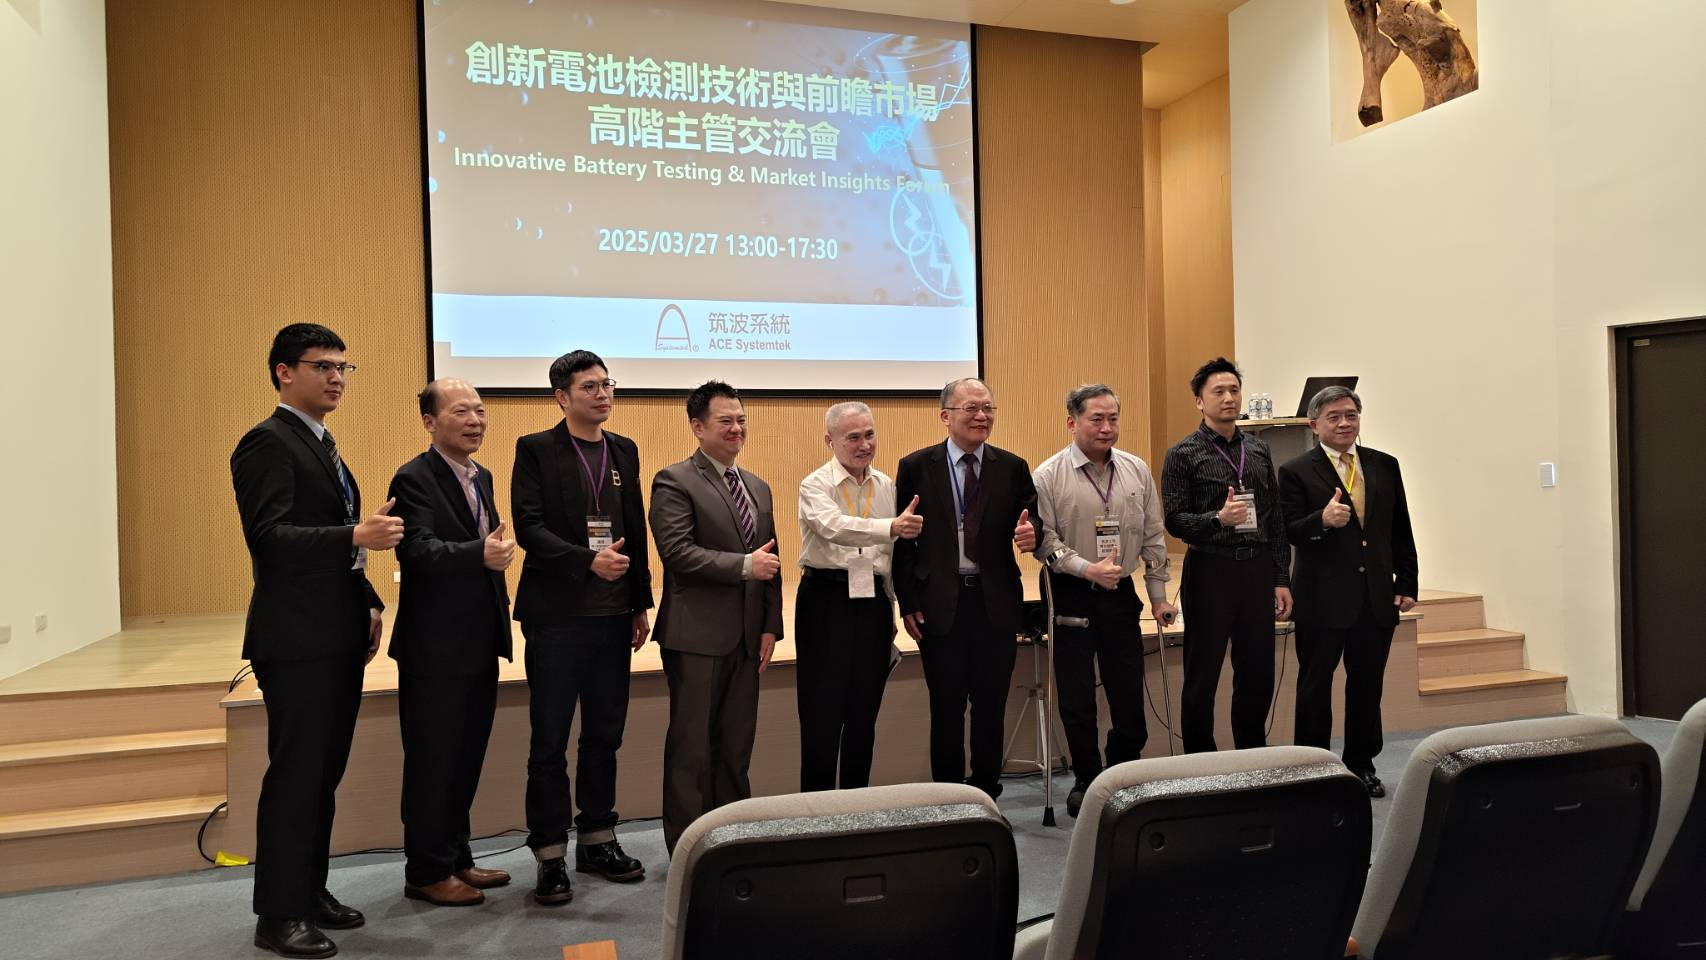 創新電池檢測技術與前瞻市場
高階主管交流會
Innovative Battery Testing & Market Insights Forum
2025/03/27 13:00-17:30
Systemtek
筑波系統
ACE Systemtek